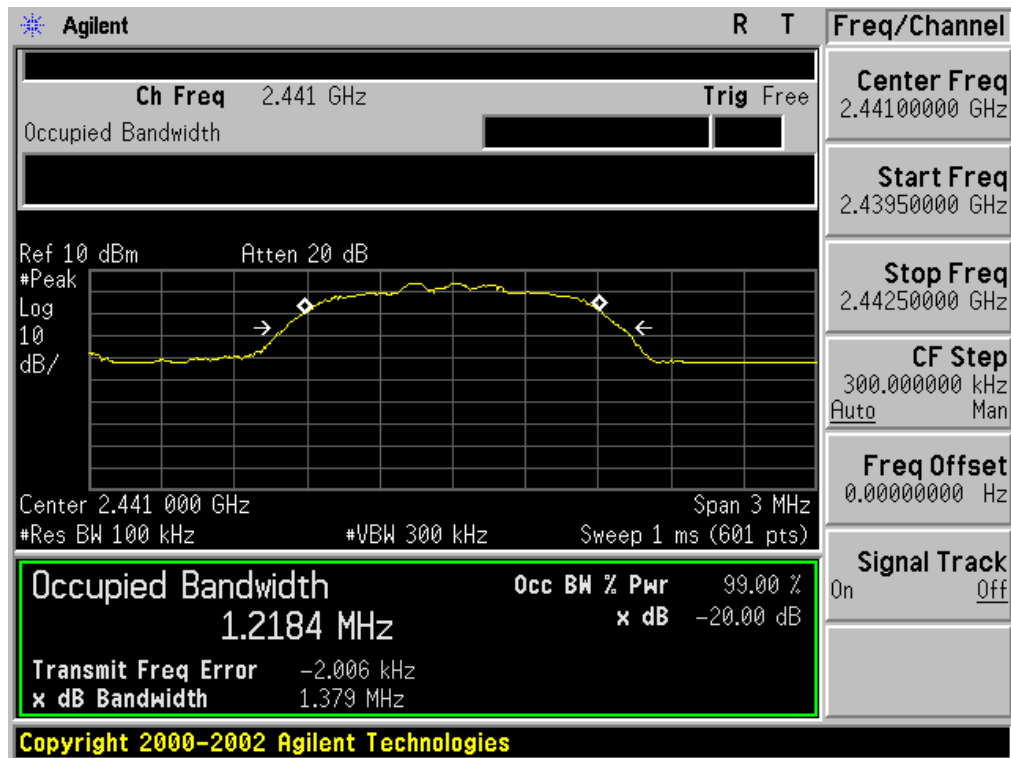 Agilent R T
Ch Freq 2.441 GHz Trig Free
Occupied Bandwidth
Ref 10 dBm Atten 20 dB
#Peak
Log
10
dB/
Center 2.441 000 GHz Span 3 MHz
#Res BW 100 kHz #VBW 300 kHz Sweep 1 ms (601 pts)
Occupied Bandwidth Occ BW % Pwr 99.00 %
1.2184 MHz x dB -20.00 dB
Transmit Freq Error -2.006 kHz
x dB Bandwidth 1.379 MHz
Copyright 2000-2002 Agilent Technologies
Freq/Channel
Center Freq
2.44100000 GHz
Start Freq
2.43950000 GHz
Stop Freq
2.44250000 GHz
CF Step
300.000000 kHz
Auto Man
Freq Offset
0.00000000 Hz
Signal Track
On Off